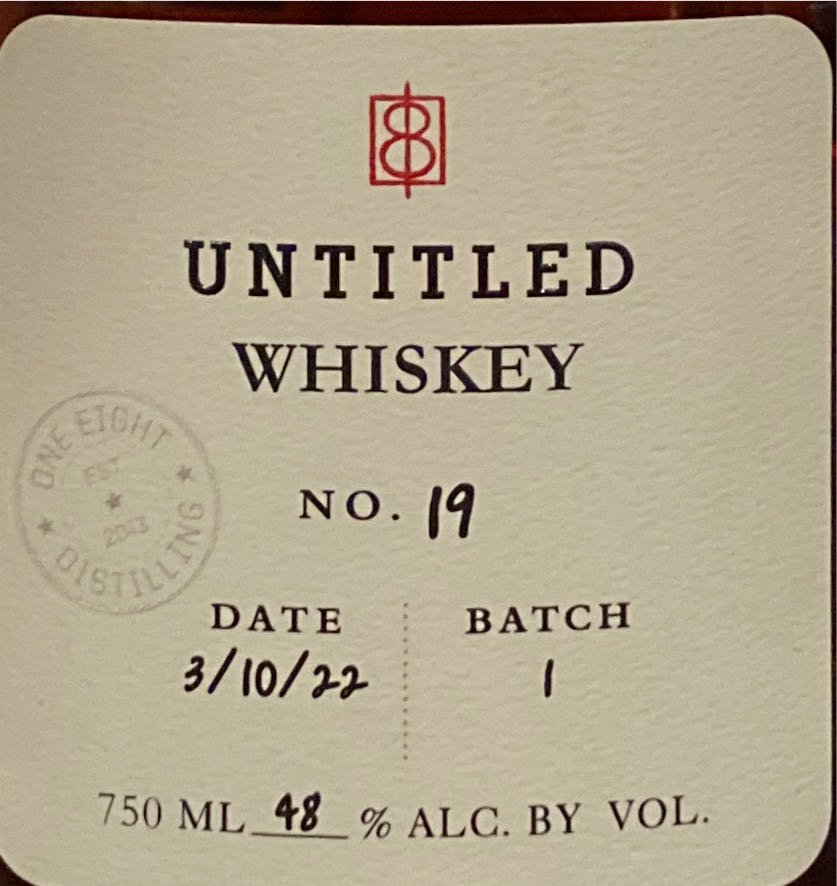 8
UNTITLED
WHISKEY
ONE EIGHT
EST
2013
DISTILLING
NO. 19
DATE
3/10/22
BATCH
1
750 ML 48 % ALC. BY VOL.